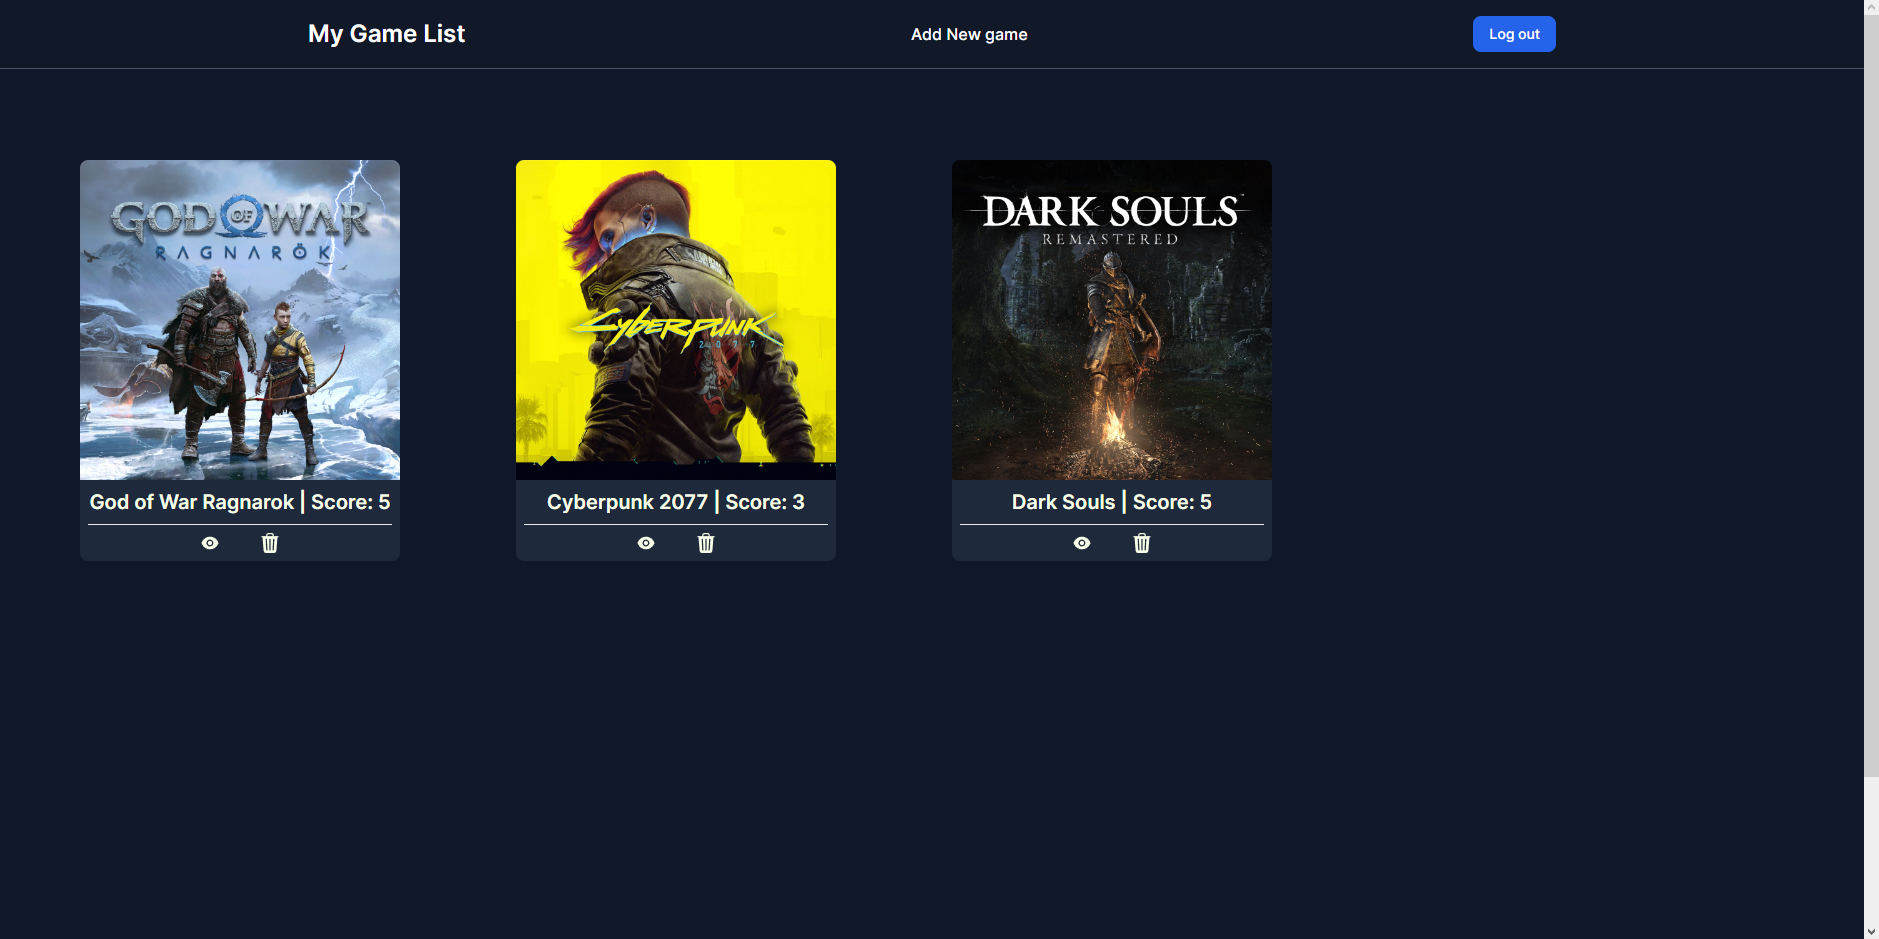 My Game List
Add New game
Log out
GOD OF WAR
RAGNARÖK
Cyberpunk
2077
DARK SOULS™
REMASTERED
God of War Ragnarok | Score: 5
Cyberpunk 2077 | Score: 3
Dark Souls | Score: 5